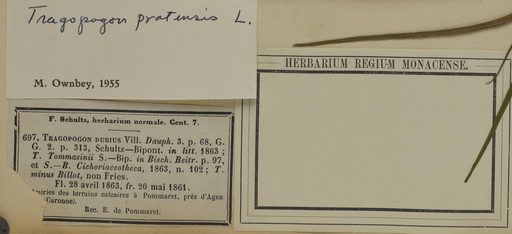 Tragopogon pratensis L.
M. Ownbey, 1955
HERBARIUM REGIUM MONACENSE.
F. Schultz, herbarium normale. Cent. 7.
697. TRAGOPOGON DUBIUS Vill. Dauph. 3. p. 68, G.
G. 2. p. 313, Schultz—Bipont. in litt. 1863 ;
T. Tommasinii S.—Bip. in Bisch. Beitr. p. 97,
et S.—B. Cichoriaceotheca, 1863, n. 102 ; T.
minus Billot, non Fries.
Fl. 28 avril 1863, fr. 20 mai 1861.
rairies des terrains calcaires à Pommaret, près d'Agen
-Garonne).
Rec. E. de Pommaret.